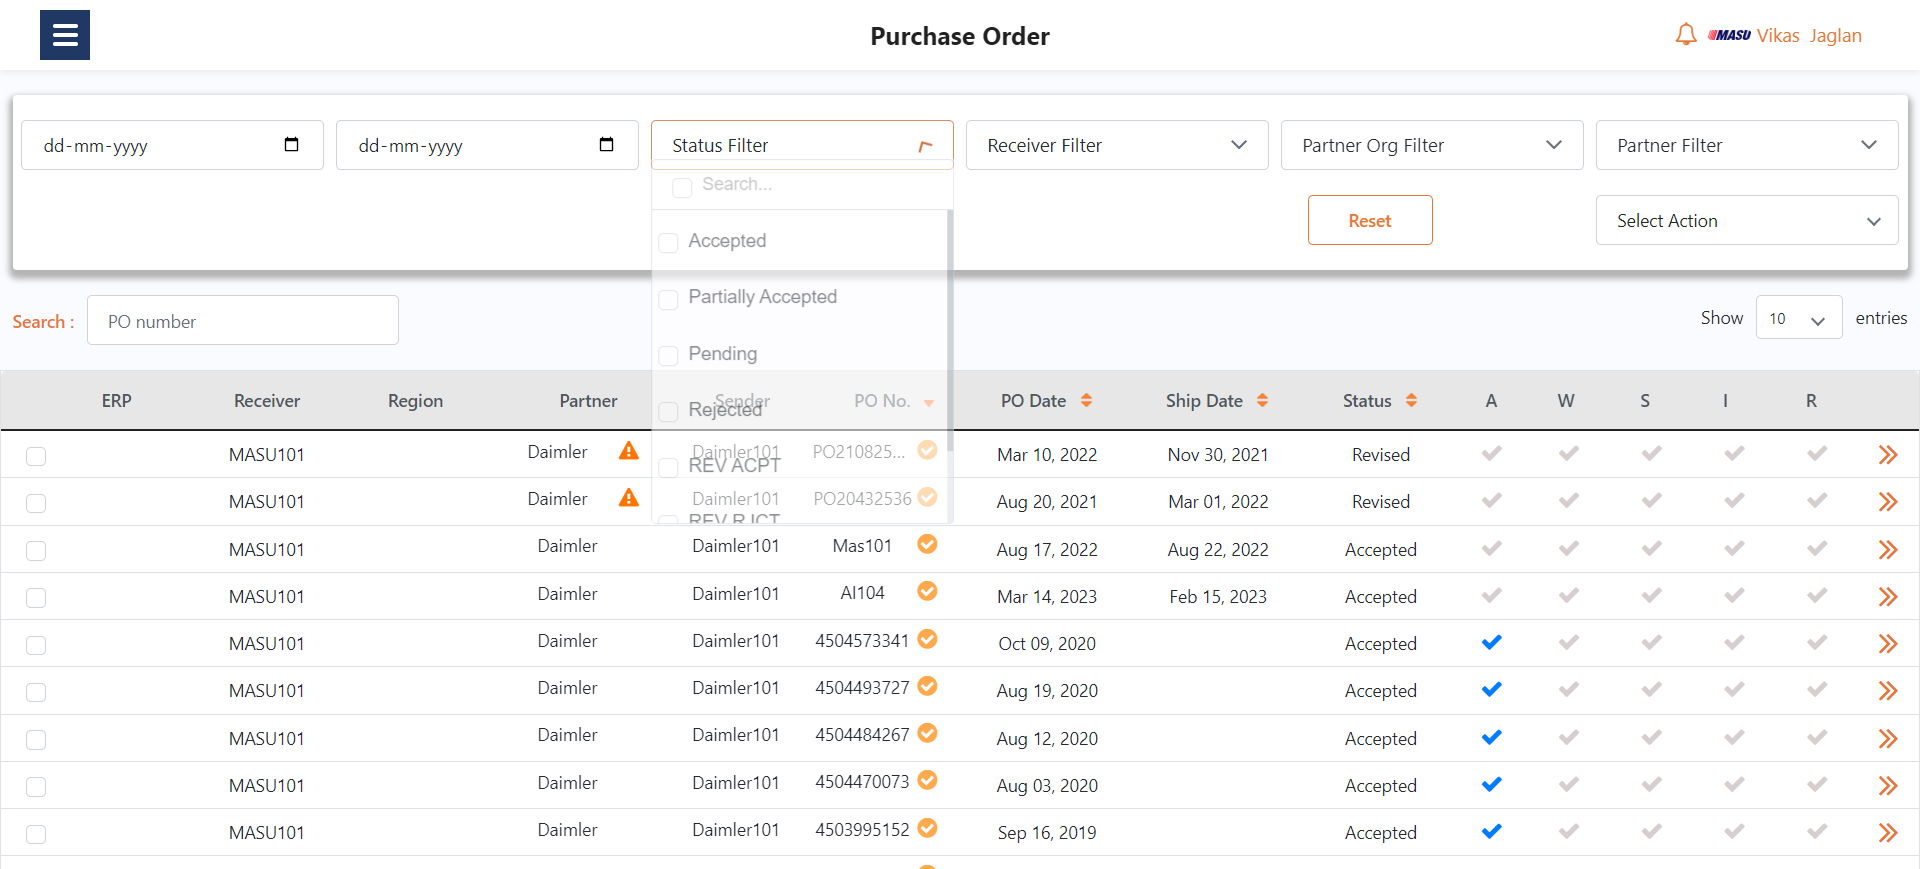 Purchase Order
MASU Vikas Jaglan
dd-mm-yyyy dd-mm-yyyy Status Filter Receiver Filter Partner Org Filter Partner Filter
Search...
Reset Select Action
Accepted
Partially Accepted
Pending
Rejected
REV ACPT
REV RJCT
Search : PO number Show 10 entries
ERP Receiver Region Partner Sender PO No. PO Date Ship Date Status A W S I R
MASU101 Daimler Daimler101 PO210825... Mar 10, 2022 Nov 30, 2021 Revised
MASU101 Daimler Daimler101 PO20432536 Aug 20, 2021 Mar 01, 2022 Revised
MASU101 Daimler Daimler101 Mas101 Aug 17, 2022 Aug 22, 2022 Accepted
MASU101 Daimler Daimler101 AI104 Mar 14, 2023 Feb 15, 2023 Accepted
MASU101 Daimler Daimler101 4504573341 Oct 09, 2020 Accepted
MASU101 Daimler Daimler101 4504493727 Aug 19, 2020 Accepted
MASU101 Daimler Daimler101 4504484267 Aug 12, 2020 Accepted
MASU101 Daimler Daimler101 4504470073 Aug 03, 2020 Accepted
MASU101 Daimler Daimler101 4503995152 Sep 16, 2019 Accepted